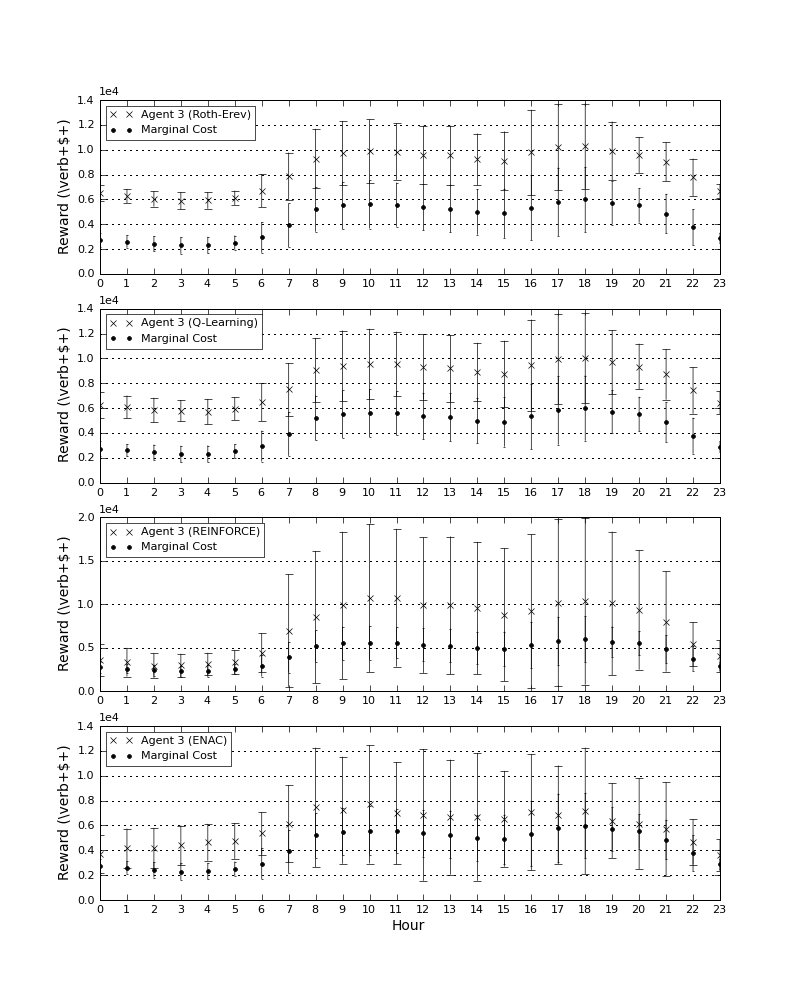 1e4
1.4
1.2
1.0
0.8
0.6
0.4
0.2
0.0
Reward (\verb+$+)
Agent 3 (Roth-Erev)
Marginal Cost
0 1 2 3 4 5 6 7 8 9 10 11 12 13 14 15 16 17 18 19 20 21 22 23
1e4
1.4
1.2
1.0
0.8
0.6
0.4
0.2
0.0
Reward (\verb+$+)
Agent 3 (Q-Learning)
Marginal Cost
0 1 2 3 4 5 6 7 8 9 10 11 12 13 14 15 16 17 18 19 20 21 22 23
1e4
2.0
1.5
1.0
0.5
0.0
Reward (\verb+$+)
Agent 3 (REINFORCE)
Marginal Cost
0 1 2 3 4 5 6 7 8 9 10 11 12 13 14 15 16 17 18 19 20 21 22 23
1e4
1.4
1.2
1.0
0.8
0.6
0.4
0.2
0.0
Reward (\verb+$+)
Agent 3 (ENAC)
Marginal Cost
0 1 2 3 4 5 6 7 8 9 10 11 12 13 14 15 16 17 18 19 20 21 22 23
Hour